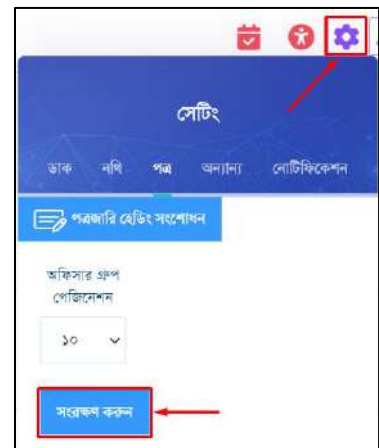 সেটিং
ডাক নথি পত্র অন্যান্য নোটিফিকেশন
পত্রজারি হেডিং সংশোধন
অফিসার গ্রুপ
পেজিনেশন
১০
সংরক্ষণ করুন